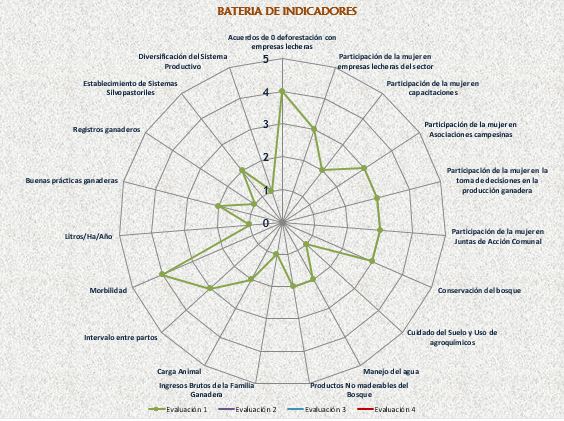 BATERIA DE INDICADORES
Acuerdos de 0 deforestación con
empresas lecheras
Participación de la mujer en
empresas lecheras del sector
Participación de la mujer en
capacitaciones
Participación de la mujer en
Asociaciones campesinas
Participación de la mujer en la
toma de decisiones en la
producción ganadera
Participación de la mujer en
Juntas de Acción Comunal
Conservación del bosque
Cuidado del Suelo y Uso de
agroquímicos
Manejo del agua
Productos No maderables del
Bosque
Ingresos Brutos de la Familia
Ganadera
Carga Animal
Intervalo entre partos
Morbilidad
Litros/Ha/Año
Buenas prácticas ganaderas
Registros ganaderos
Establecimiento de Sistemas
Silvopastoriles
Diversificación del Sistema
Productivo
5
4
3
2
1
0
Evaluación 1
Evaluación 2
Evaluación 3
Evaluación 4